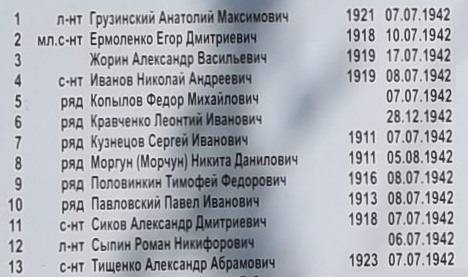 1 л-нт Грузинский Анатолий Максимович 1921 07.07.1942
2 мл.с-нт Ермоленко Егор Дмитриевич 1918 10.07.1942
3 Жорин Александр Васильевич 1919 17.07.1942
4 с-нт Иванов Николай Андреевич 1919 08.07.1942
5 ряд Копылов Федор Михайлович 07.07.1942
6 ряд Кравченко Леонтий Иванович 28.12.1942
7 ряд Кузнецов Сергей Иванович 1911 07.07.1942
8 ряд Моргун (Морчун) Никита Данилович 1911 05.08.1942
9 ряд Половинкин Тимофей Федорович 1916 08.07.1942
10 ряд Павловский Павел Иванович 1913 08.07.1942
11 с-нт Сиков Александр Дмитриевич 1918 07.07.1942
12 л-нт Сыпин Роман Никифорович 06.07.1942
13 с-нт Тищенко Александр Абрамович 1923 07.07.1942